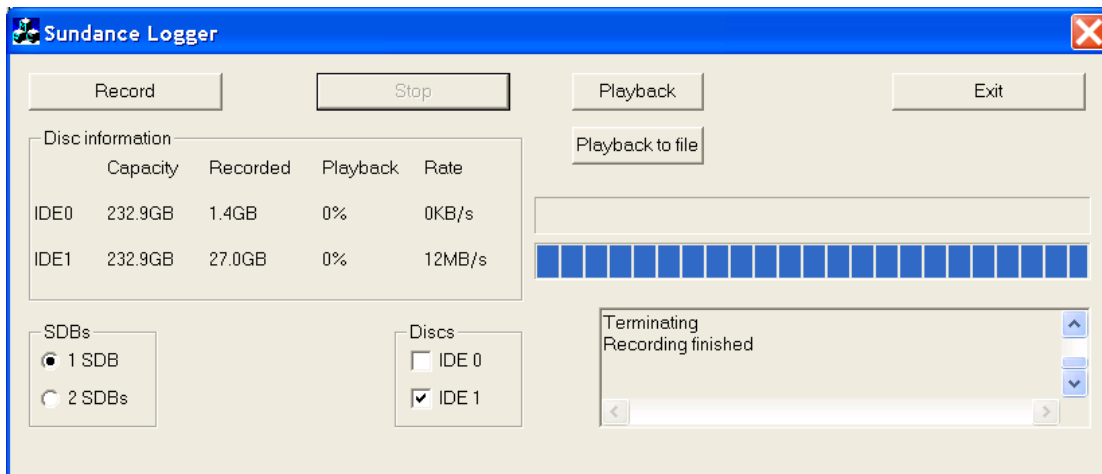 Sundance Logger
Record Stop Playback Exit
Playback to file
Disc information
Capacity Recorded Playback Rate
IDE0 232.9GB 1.4GB 0% 0KB/s
IDE1 232.9GB 27.0GB 0% 12MB/s
SDBs
1 SDB
2 SDBs
Discs
IDE 0
IDE 1
Terminating
Recording finished